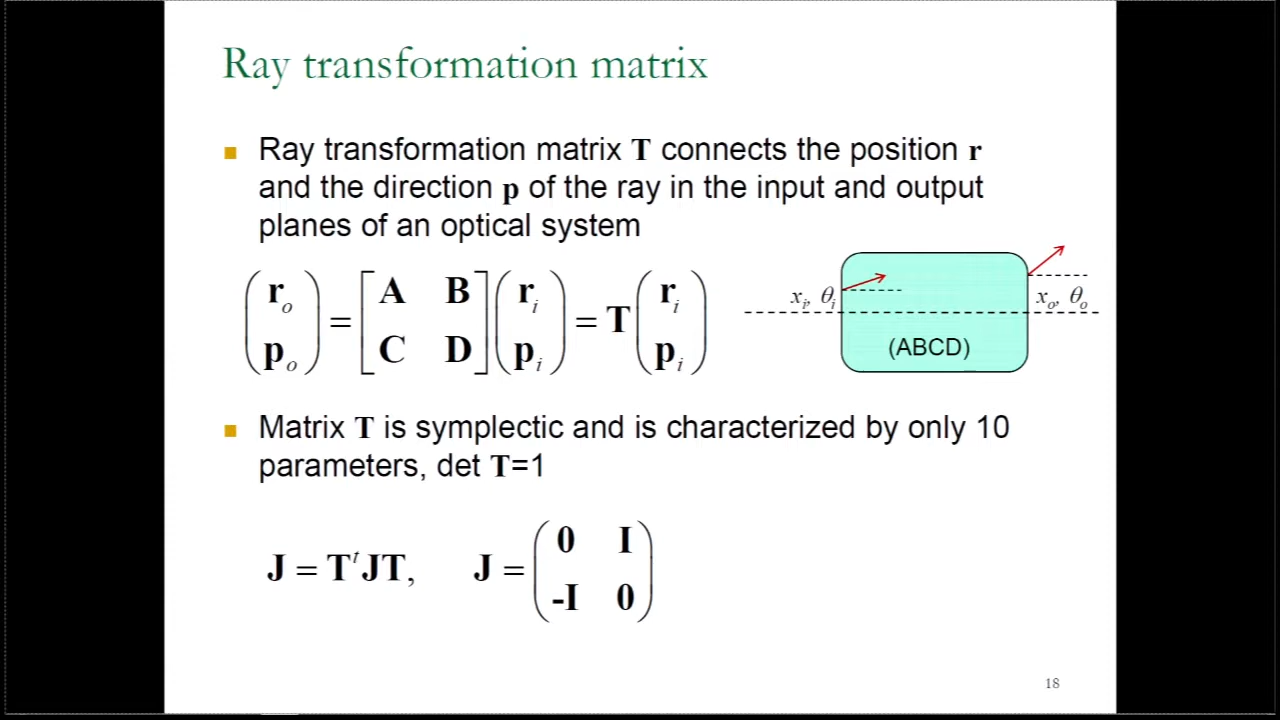 Ray transformation matrix
Ray transformation matrix T connects the position r
and the direction p of the ray in the input and output
planes of an optical system
(r_o p_o) = [A B C D] (r_i p_i) = T (r_i p_i)
x_i, θ_i
x_o, θ_o
(ABCD)
Matrix T is symplectic and is characterized by only 10
parameters, det T=1
J = T^t JT, J = (0 I -I 0)
18